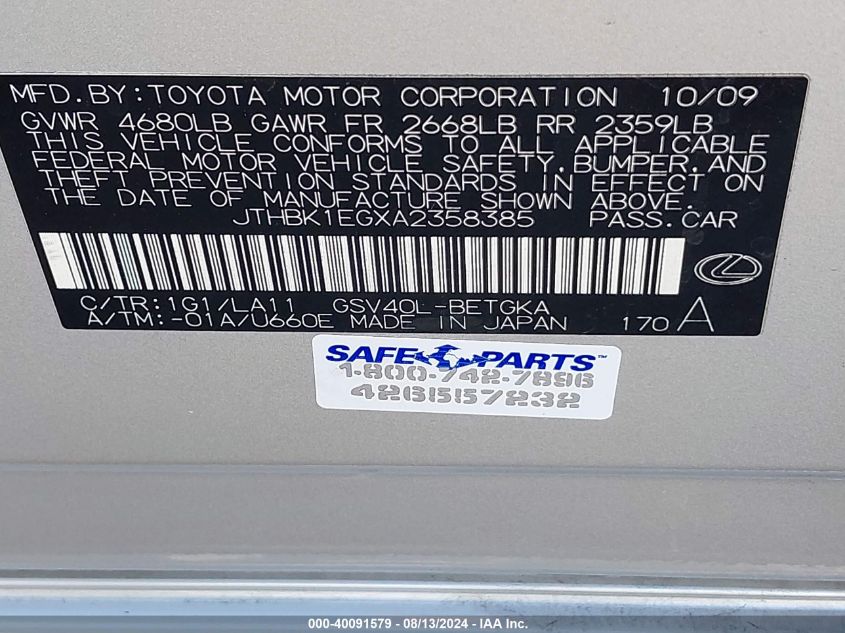 MFD. BY: TOYOTA MOTOR CORPORATION 10/09
GVWR 4680LB GAWR FR 2668LB RR 2359LB
THIS VEHICLE CONFORMS TO ALL APPLICABLE
FEDERAL MOTOR VEHICLE SAFETY, BUMPER, AND
THEFT PREVENTION STANDARDS IN EFFECT ON
THE DATE OF MANUFACTURE SHOWN ABOVE.
JTHBK1EGXA2358385 PASS. CAR
C/TR: 1G1/LA11 GSV40L-BETGKA
A/TM: -01A/U660E MADE IN JAPAN 170 A
SAFE PARTS™
1-800-742-7896
426557232
000-40091579 — 08/13/2024 — IAA Inc.